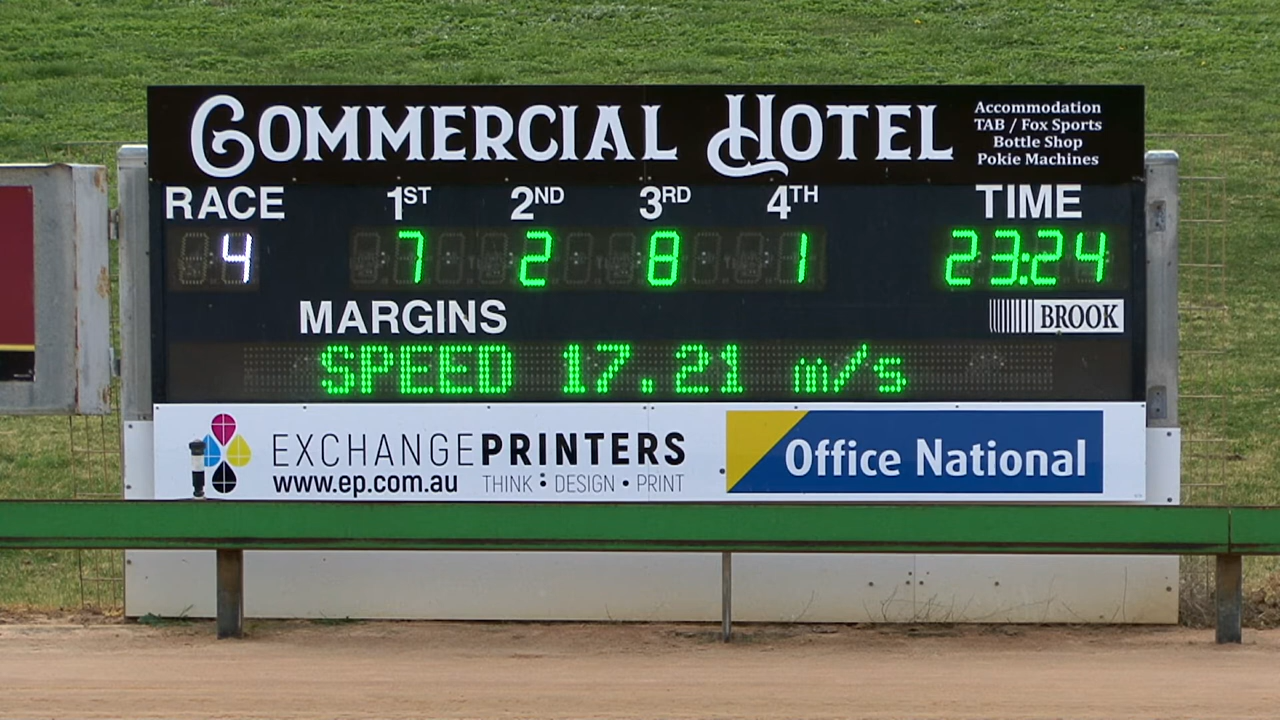 COMMERCIAL HOTEL
Accommodation
TAB / Fox Sports
Bottle Shop
Pokie Machines
RACE 1ST 2ND 3RD 4TH TIME
4 7 2 8 1 23:24
MARGINS
BROOK
SPEED 17.21 m/s
EXCHANGEPRINTERS
www.ep.com.au THINK : DESIGN • PRINT
Office National